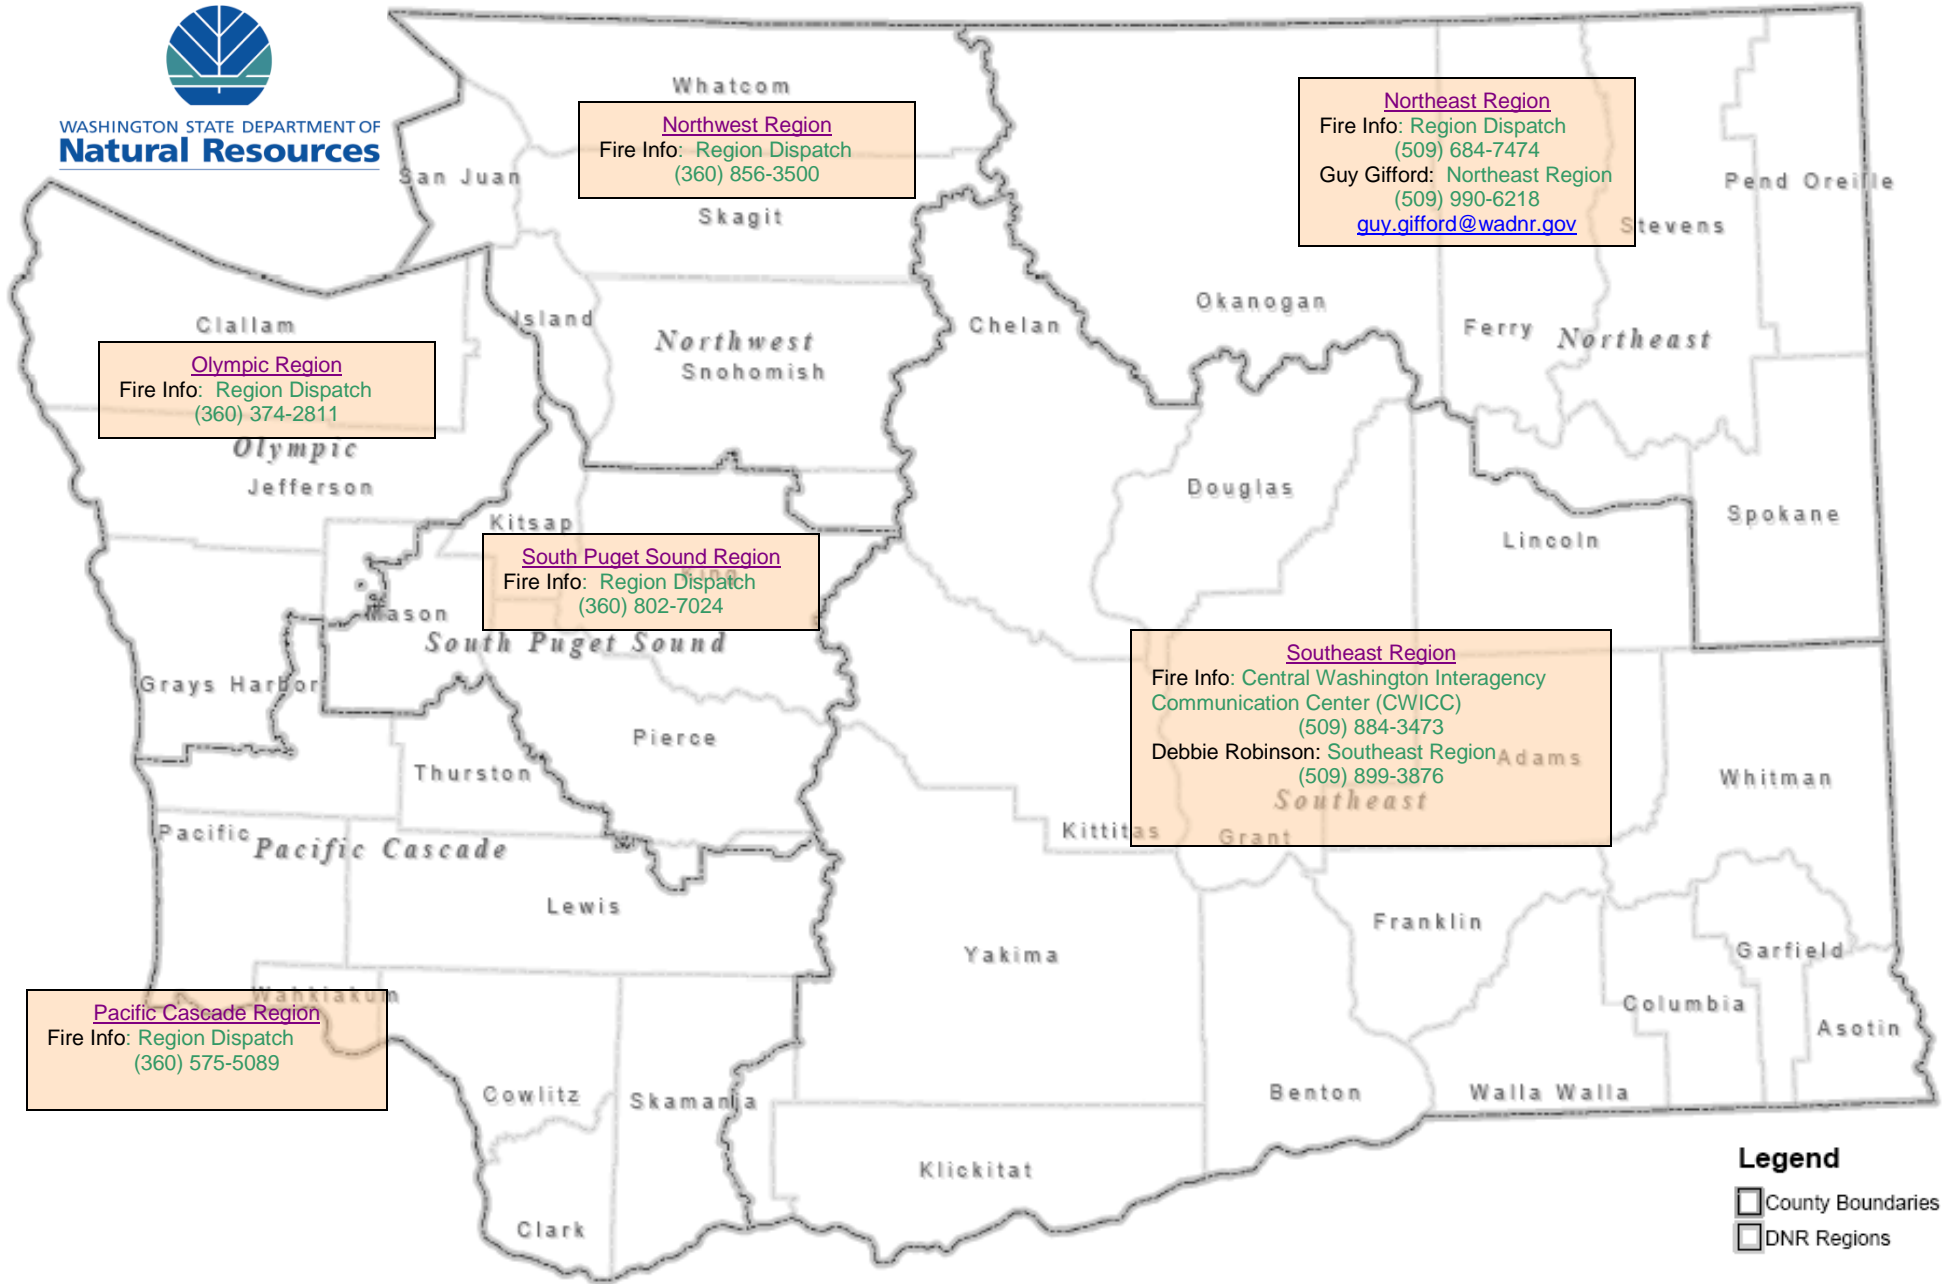 WASHINGTON STATE DEPARTMENT OF
Natural Resources
Whatcom
Northwest Region
Fire Info: Region Dispatch
(360) 856-3500
Northeast Region
Fire Info: Region Dispatch
(509) 684-7474
Guy Gifford: Northeast Region
(509) 990-6218
guy.gifford@wadnr.gov
San Juan
Skagit
Pend Oreille
Stevens
Okanogan
Island
Clallam
Chelan
Ferry
Northeast
Northwest
Snohomish
Olympic Region
Fire Info: Region Dispatch
(360) 374-2811
Olympic
Jefferson
Douglas
Spokane
Kitsap
Lincoln
South Puget Sound Region
Fire Info: Region Dispatch
King
(360) 802-7024
Mason
South Puget Sound
Grays Harbor
Southeast Region
Fire Info: Central Washington Interagency
Communication Center (CWICC)
(509) 884-3473
Debbie Robinson: Southeast Region
(509) 899-3876
Adams
Pierce
Thurston
Whitman
Southeast
Pacific
Pacific Cascade
Kittitas
Grant
Lewis
Franklin
Yakima
Garfield
Wahkiakum
Pacific Cascade Region
Fire Info: Region Dispatch
(360) 575-5089
Columbia
Asotin
Cowlitz
Skamania
Benton
Walla Walla
Klickitat
Clark
Legend
County Boundaries
DNR Regions